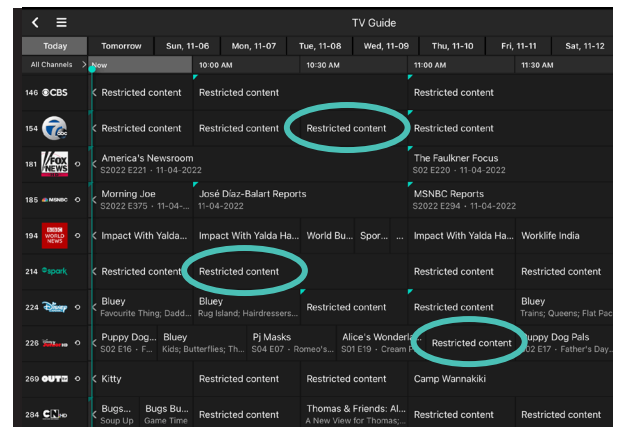 TV Guide
Today Tomorrow Sun, 11-06 Mon, 11-07 Tue, 11-08 Wed, 11-09 Thu, 11-10 Fri, 11-11 Sat, 11-12
All Channels Now 10:00 AM 10:30 AM 11:00 AM 11:30 AM
146 CBS Restricted content Restricted content Restricted content
154 abc Restricted content Restricted content Restricted content Restricted content
181 FOX NEWS America's Newsroom The Faulkner Focus
S2022 E221 · 11-04-2022 S02 E220 · 11-04-2022
185 MSNBC Morning Joe José Díaz-Balart Reports MSNBC Reports
S2022 E375 · 11-04-... 11-04-2022 S2022 E294 · 11-04-2022
194 BBC WORLD NEWS Impact With Yalda... Impact With Yalda Ha... World Bu... Spor... ... Impact With Yalda Ha... Worklife India
214 spark Restricted content Restricted content Restricted content Restricted content
224 Disney Bluey Bluey Restricted content Restricted content Bluey
Favourite Thing; Dadd... Rug Island; Hairdressers... Trains; Queens; Flat Pac
226 Puppy Dog... Bluey Pj Masks Alice's Wonderla Restricted content uppy Dog Pals
S02 E16 · F... Kids; Butterflies; Th... S04 E07 · Romeo's... S01 E19 · Cream P 02 E17 · Father's Day...
269 OUTtv Kitty Restricted content Restricted content Camp Wannakiki
284 CN HD Bugs... Bugs Bu... Restricted content Thomas & Friends: Al... Restricted content Restricted content
Soup Up Game Time A New View for Thomas;...